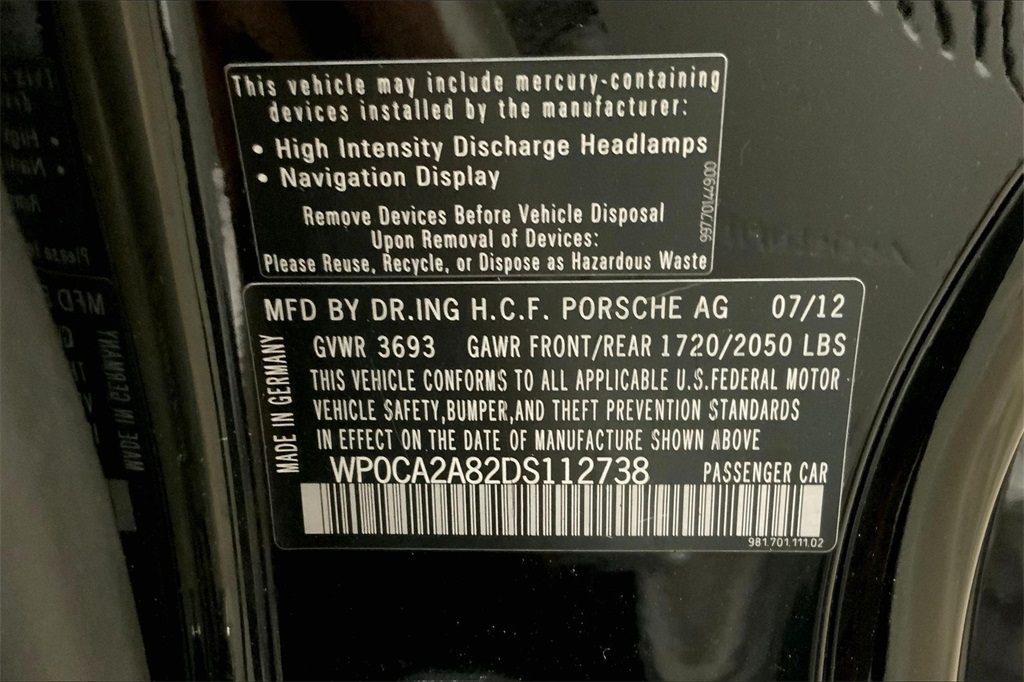 This vehicle may include mercury-containing
devices installed by the manufacturer:
• High Intensity Discharge Headlamps
• Navigation Display
Remove Devices Before Vehicle Disposal
Upon Removal of Devices:
Please Reuse, Recycle, or Dispose as Hazardous Waste
99770144900
MFD BY DR.ING H.C.F. PORSCHE AG 07/12
GVWR 3693 GAWR FRONT/REAR 1720/2050 LBS
THIS VEHICLE CONFORMS TO ALL APPLICABLE U.S.FEDERAL MOTOR
VEHICLE SAFETY,BUMPER,AND THEFT PREVENTION STANDARDS
IN EFFECT ON THE DATE OF MANUFACTURE SHOWN ABOVE
MADE IN GERMANY
WP0CA2A82DS112738 PASSENGER CAR
981.701.111.02